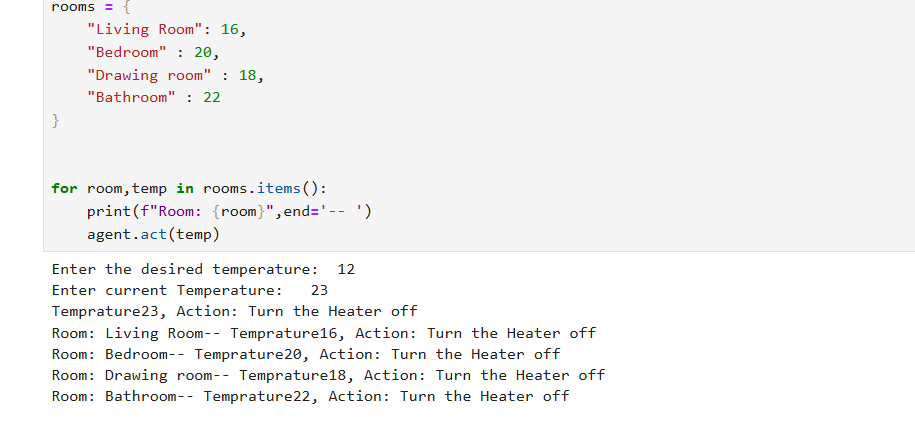 rooms = {
    "Living Room": 16,
    "Bedroom" : 20,
    "Drawing room" : 18,
    "Bathroom" : 22
}
for room,temp in rooms.items():
    print(f"Room: {room}",end='-- ')
    agent.act(temp)
Enter the desired temperature:  12
Enter current Temperature:   23
Temprature23, Action: Turn the Heater off
Room: Living Room-- Temprature16, Action: Turn the Heater off
Room: Bedroom-- Temprature20, Action: Turn the Heater off
Room: Drawing room-- Temprature18, Action: Turn the Heater off
Room: Bathroom-- Temprature22, Action: Turn the Heater off